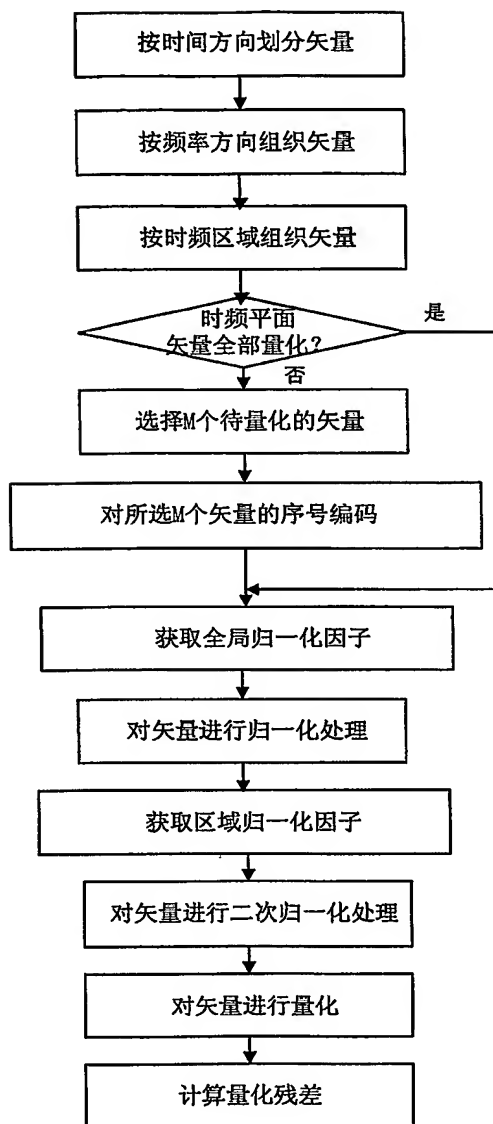 按时间方向划分矢量
按频率方向组织矢量
按时频区域组织矢量
时频平面
矢量全部量化？
是
否
选择M个待量化的矢量
对所选M个矢量的序号编码
获取全局归一化因子
对矢量进行归一化处理
获取区域归一化因子
对矢量进行二次归一化处理
对矢量进行量化
计算量化残差